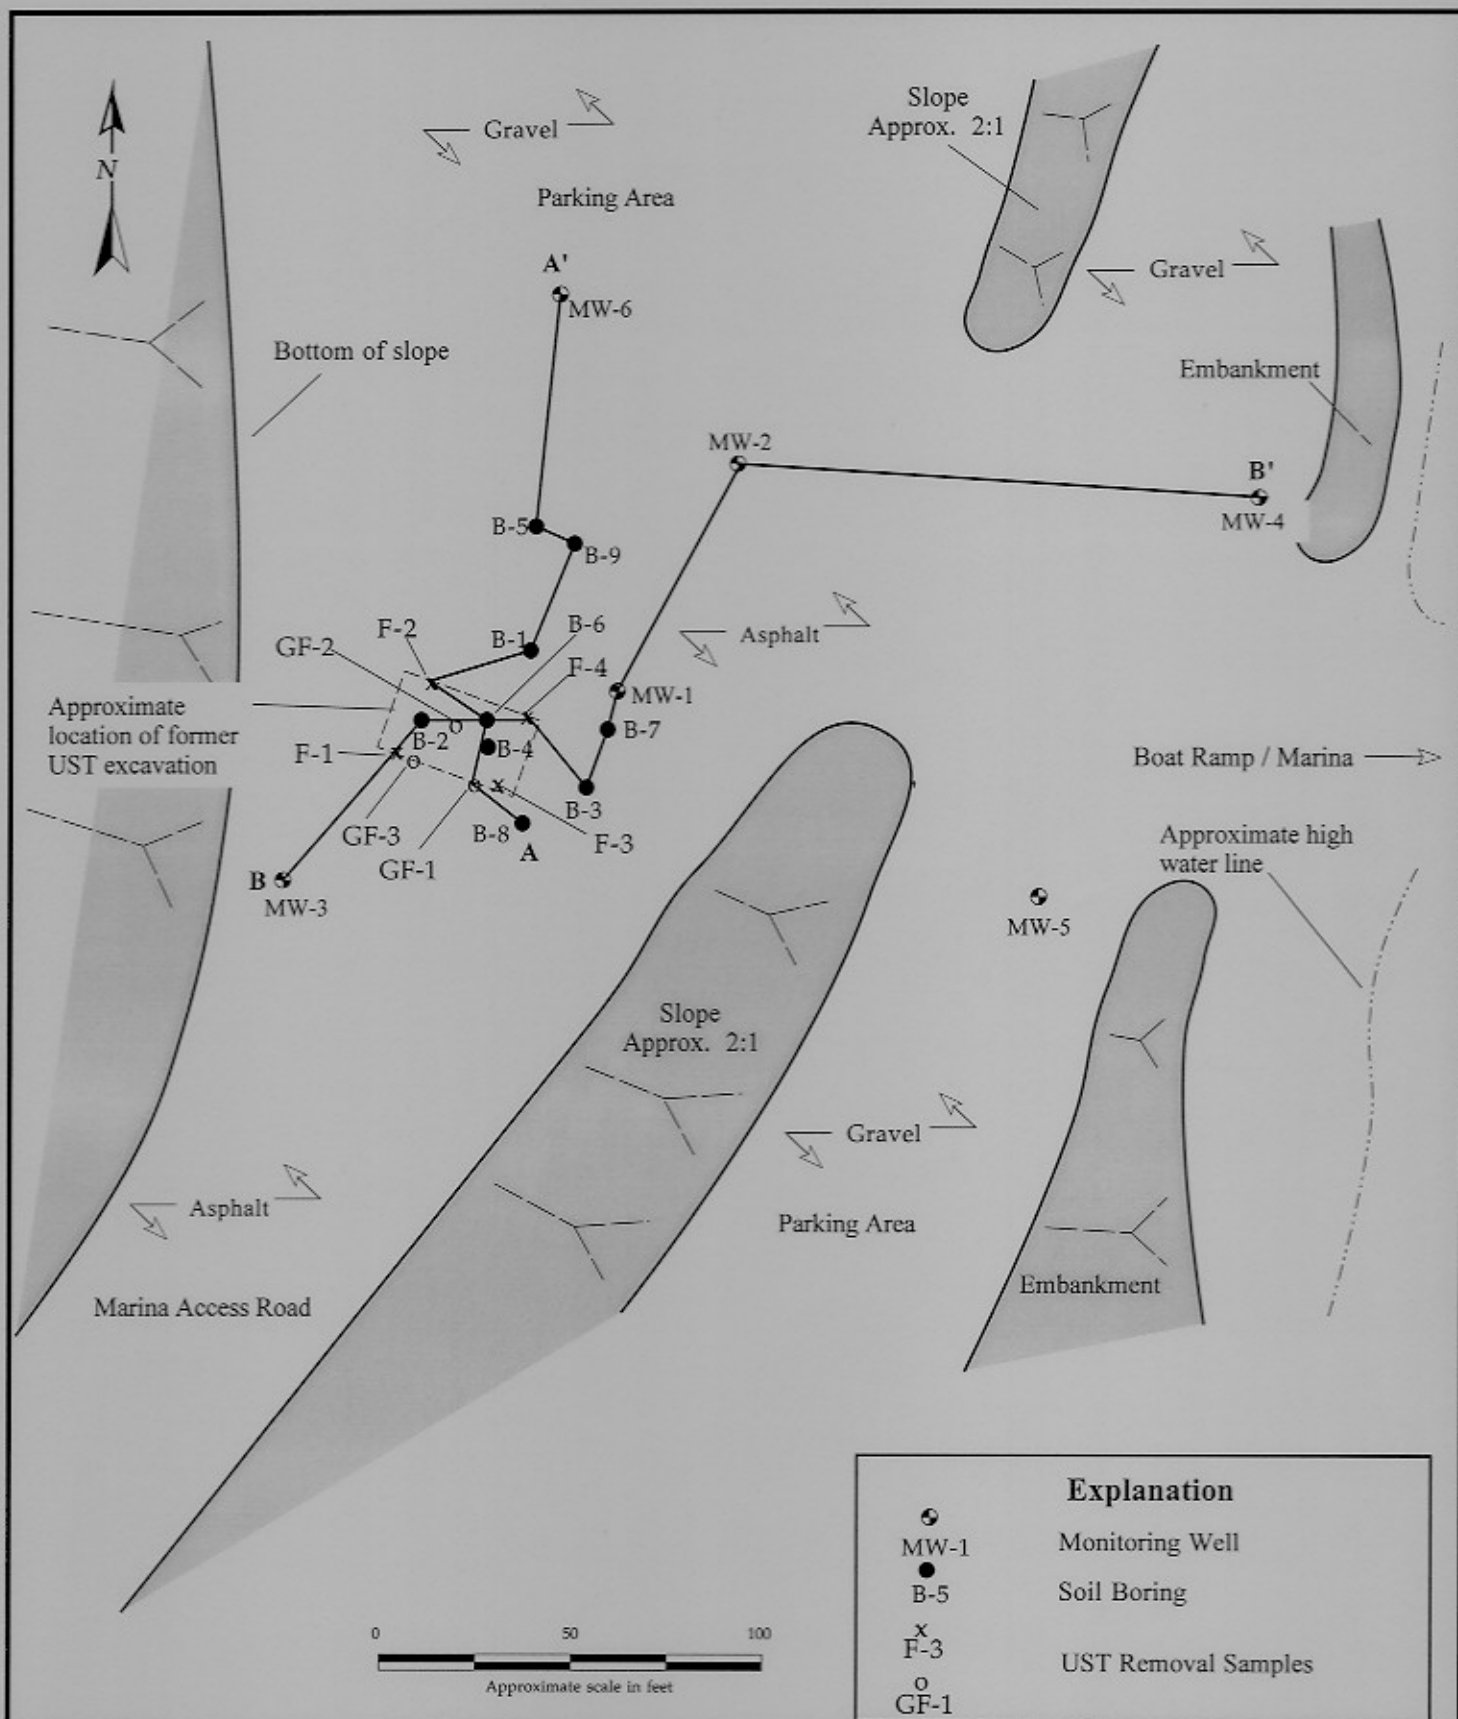 N
Gravel
Parking Area
Slope
Approx. 2:1
A'
MW-6
Gravel
Bottom of slope
Embankment
MW-2
B'
MW-4
B-5
B-9
F-2
B-1
B-6
GF-2
F-4
Asphalt
MW-1
Approximate
location of former
UST excavation
B-2
B-4
B-7
F-1
Boat Ramp / Marina
B-3
GF-3
B-8
F-3
Approximate high
water line
GF-1
A
B
MW-3
MW-5
Slope
Approx. 2:1
Gravel
Asphalt
Parking Area
Embankment
Marina Access Road
Explanation
MW-1
Monitoring Well
B-5
Soil Boring
x
F-3
UST Removal Samples
o
GF-1
0 50 100
Approximate scale in feet